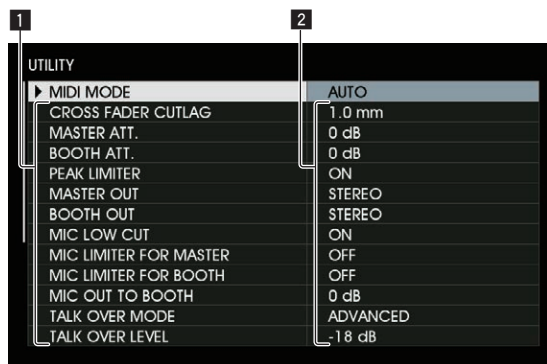 1 2
UTILITY
MIDI MODE AUTO
CROSS FADER CUTLAG 1.0 mm
MASTER ATT. 0 dB
BOOTH ATT. 0 dB
PEAK LIMITER ON
MASTER OUT STEREO
BOOTH OUT STEREO
MIC LOW CUT ON
MIC LIMITER FOR MASTER OFF
MIC LIMITER FOR BOOTH OFF
MIC OUT TO BOOTH 0 dB
TALK OVER MODE ADVANCED
TALK OVER LEVEL -18 dB